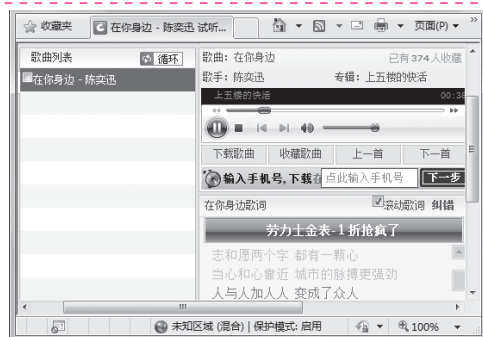 收藏夹 在你身边 - 陈奕迅 试听... 页面(P)
歌曲列表 循环
在你身边 - 陈奕迅
歌曲：在你身边 已有 374 人收藏
歌手：陈奕迅 专辑：上五楼的快活
上五楼的快活 00:38
下载歌曲 收藏歌曲 上一首 下一首
输入手机号,下载在 点此输入手机号 下一步
在你身边歌词 滚动歌词 纠错
劳力士金表-1折抢疯了
志和愿两个字 都有一颗心
当心和心靠近 城市的脉搏更强劲
人与人加人人 变成了众人
未知区域 (混合) | 保护模式: 启用 100%